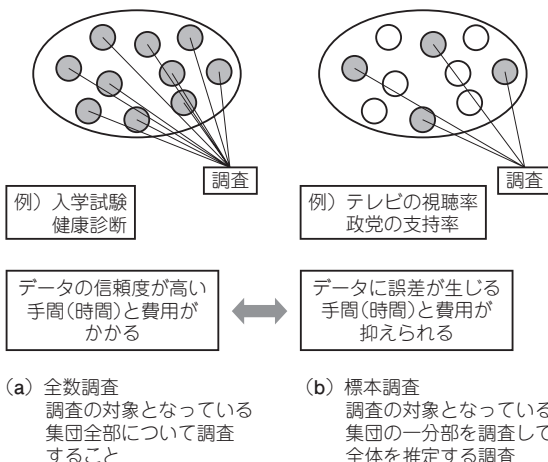 調査
例）入学試験
健康診断
データの信頼度が高い
手間(時間)と費用が
かかる
（a）全数調査
調査の対象となっている
集団全部について調査
すること
調査
例）テレビの視聴率
政党の支持率
データに誤差が生じる
手間(時間)と費用が
抑えられる
（b）標本調査
調査の対象となっている
集団の一分部を調査して
全体を推定する調査